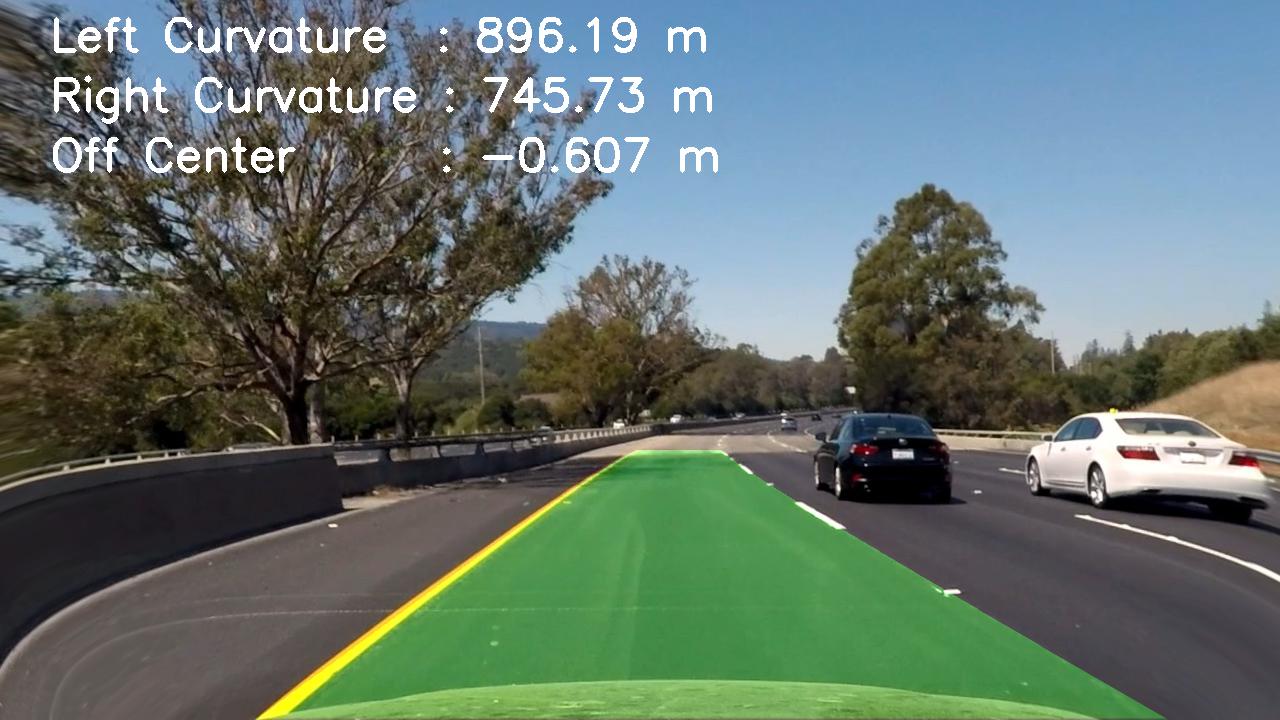 Left Curvature : 896.19 m
Right Curvature : 745.73 m
Off Center : -0.607 m